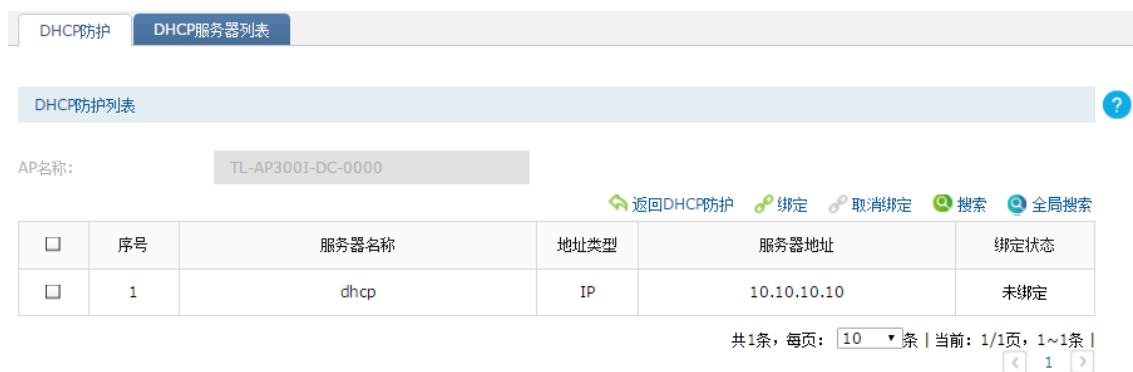 DHCP防护 DHCP服务器列表
DHCP防护列表
?
AP名称: TL-AP300I-DC-0000
返回DHCP防护 绑定 取消绑定 搜索 全局搜索
序号 服务器名称 地址类型 服务器地址 绑定状态
1 dhcp IP 10.10.10.10 未绑定
共1条，每页: 10 条 | 当前: 1/1页，1~1条 |
< 1 >